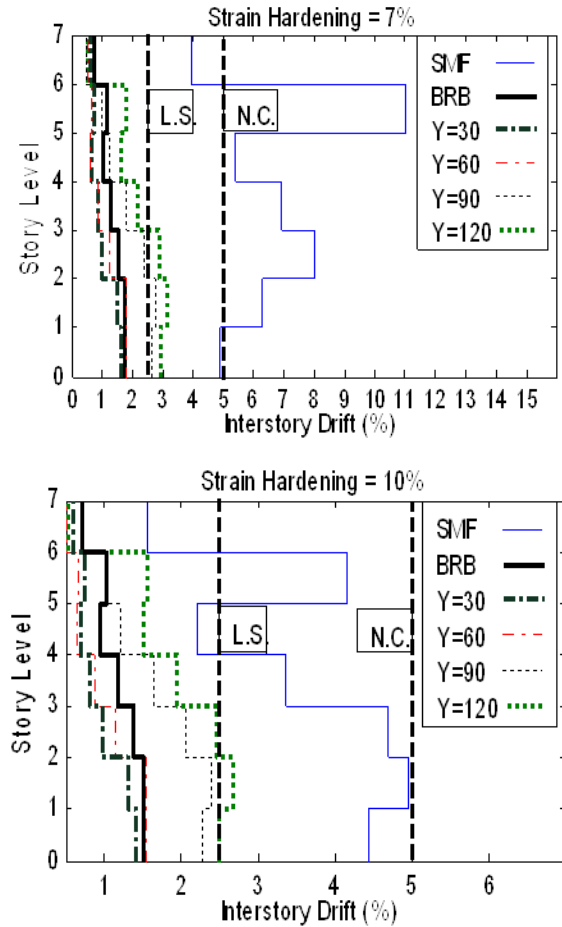 Strain Hardening = 7%
7
6
5
4
3
2
1
0
Story Level
L.S.
N.C.
SMF
BRB
Y=30
Y=60
Y=90
Y=120
0 1 2 3 4 5 6 7 8 9 10 11 12 13 14 15
Interstory Drift (%)
Strain Hardening = 10%
7
6
5
4
3
2
1
0
Story Level
L.S.
N.C.
SMF
BRB
Y=30
Y=60
Y=90
Y=120
1 2 3 4 5 6
Interstory Drift (%)